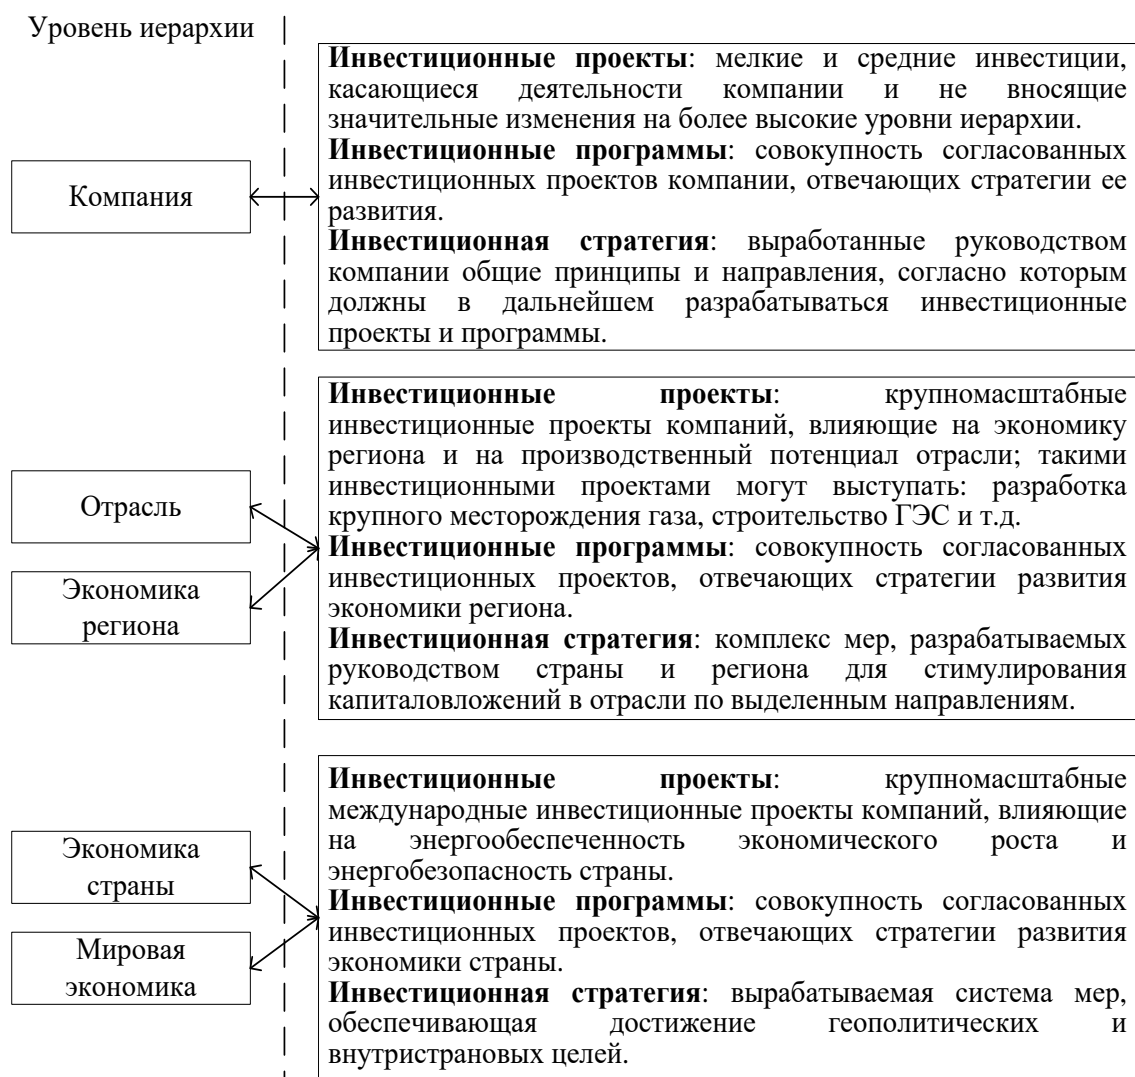 Уровень иерархии
Компания
Инвестиционные проекты: мелкие и средние инвестиции,
касающиеся деятельности компании и не вносящие
значительные изменения на более высокие уровни иерархии.
Инвестиционные программы: совокупность согласованных
инвестиционных проектов компании, отвечающих стратегии ее
развития.
Инвестиционная стратегия: выработанные руководством
компании общие принципы и направления, согласно которым
должны в дальнейшем разрабатываться инвестиционные
проекты и программы.
Отрасль
Экономика
региона
Инвестиционные проекты: крупномасштабные
инвестиционные проекты компаний, влияющие на экономику
региона и на производственный потенциал отрасли; такими
инвестиционными проектами могут выступать: разработка
крупного месторождения газа, строительство ГЭС и т.д.
Инвестиционные программы: совокупность согласованных
инвестиционных проектов, отвечающих стратегии развития
экономики региона.
Инвестиционная стратегия: комплекс мер, разрабатываемых
руководством страны и региона для стимулирования
капиталовложений в отрасли по выделенным направлениям.
Экономика
страны
Мировая
экономика
Инвестиционные проекты: крупномасштабные
международные инвестиционные проекты компаний, влияющие
на энергообеспеченность экономического роста и
энергобезопасность страны.
Инвестиционные программы: совокупность согласованных
инвестиционных проектов, отвечающих стратегии развития
экономики страны.
Инвестиционная стратегия: вырабатываемая система мер,
обеспечивающая достижение геополитических и
внутристрановых целей.